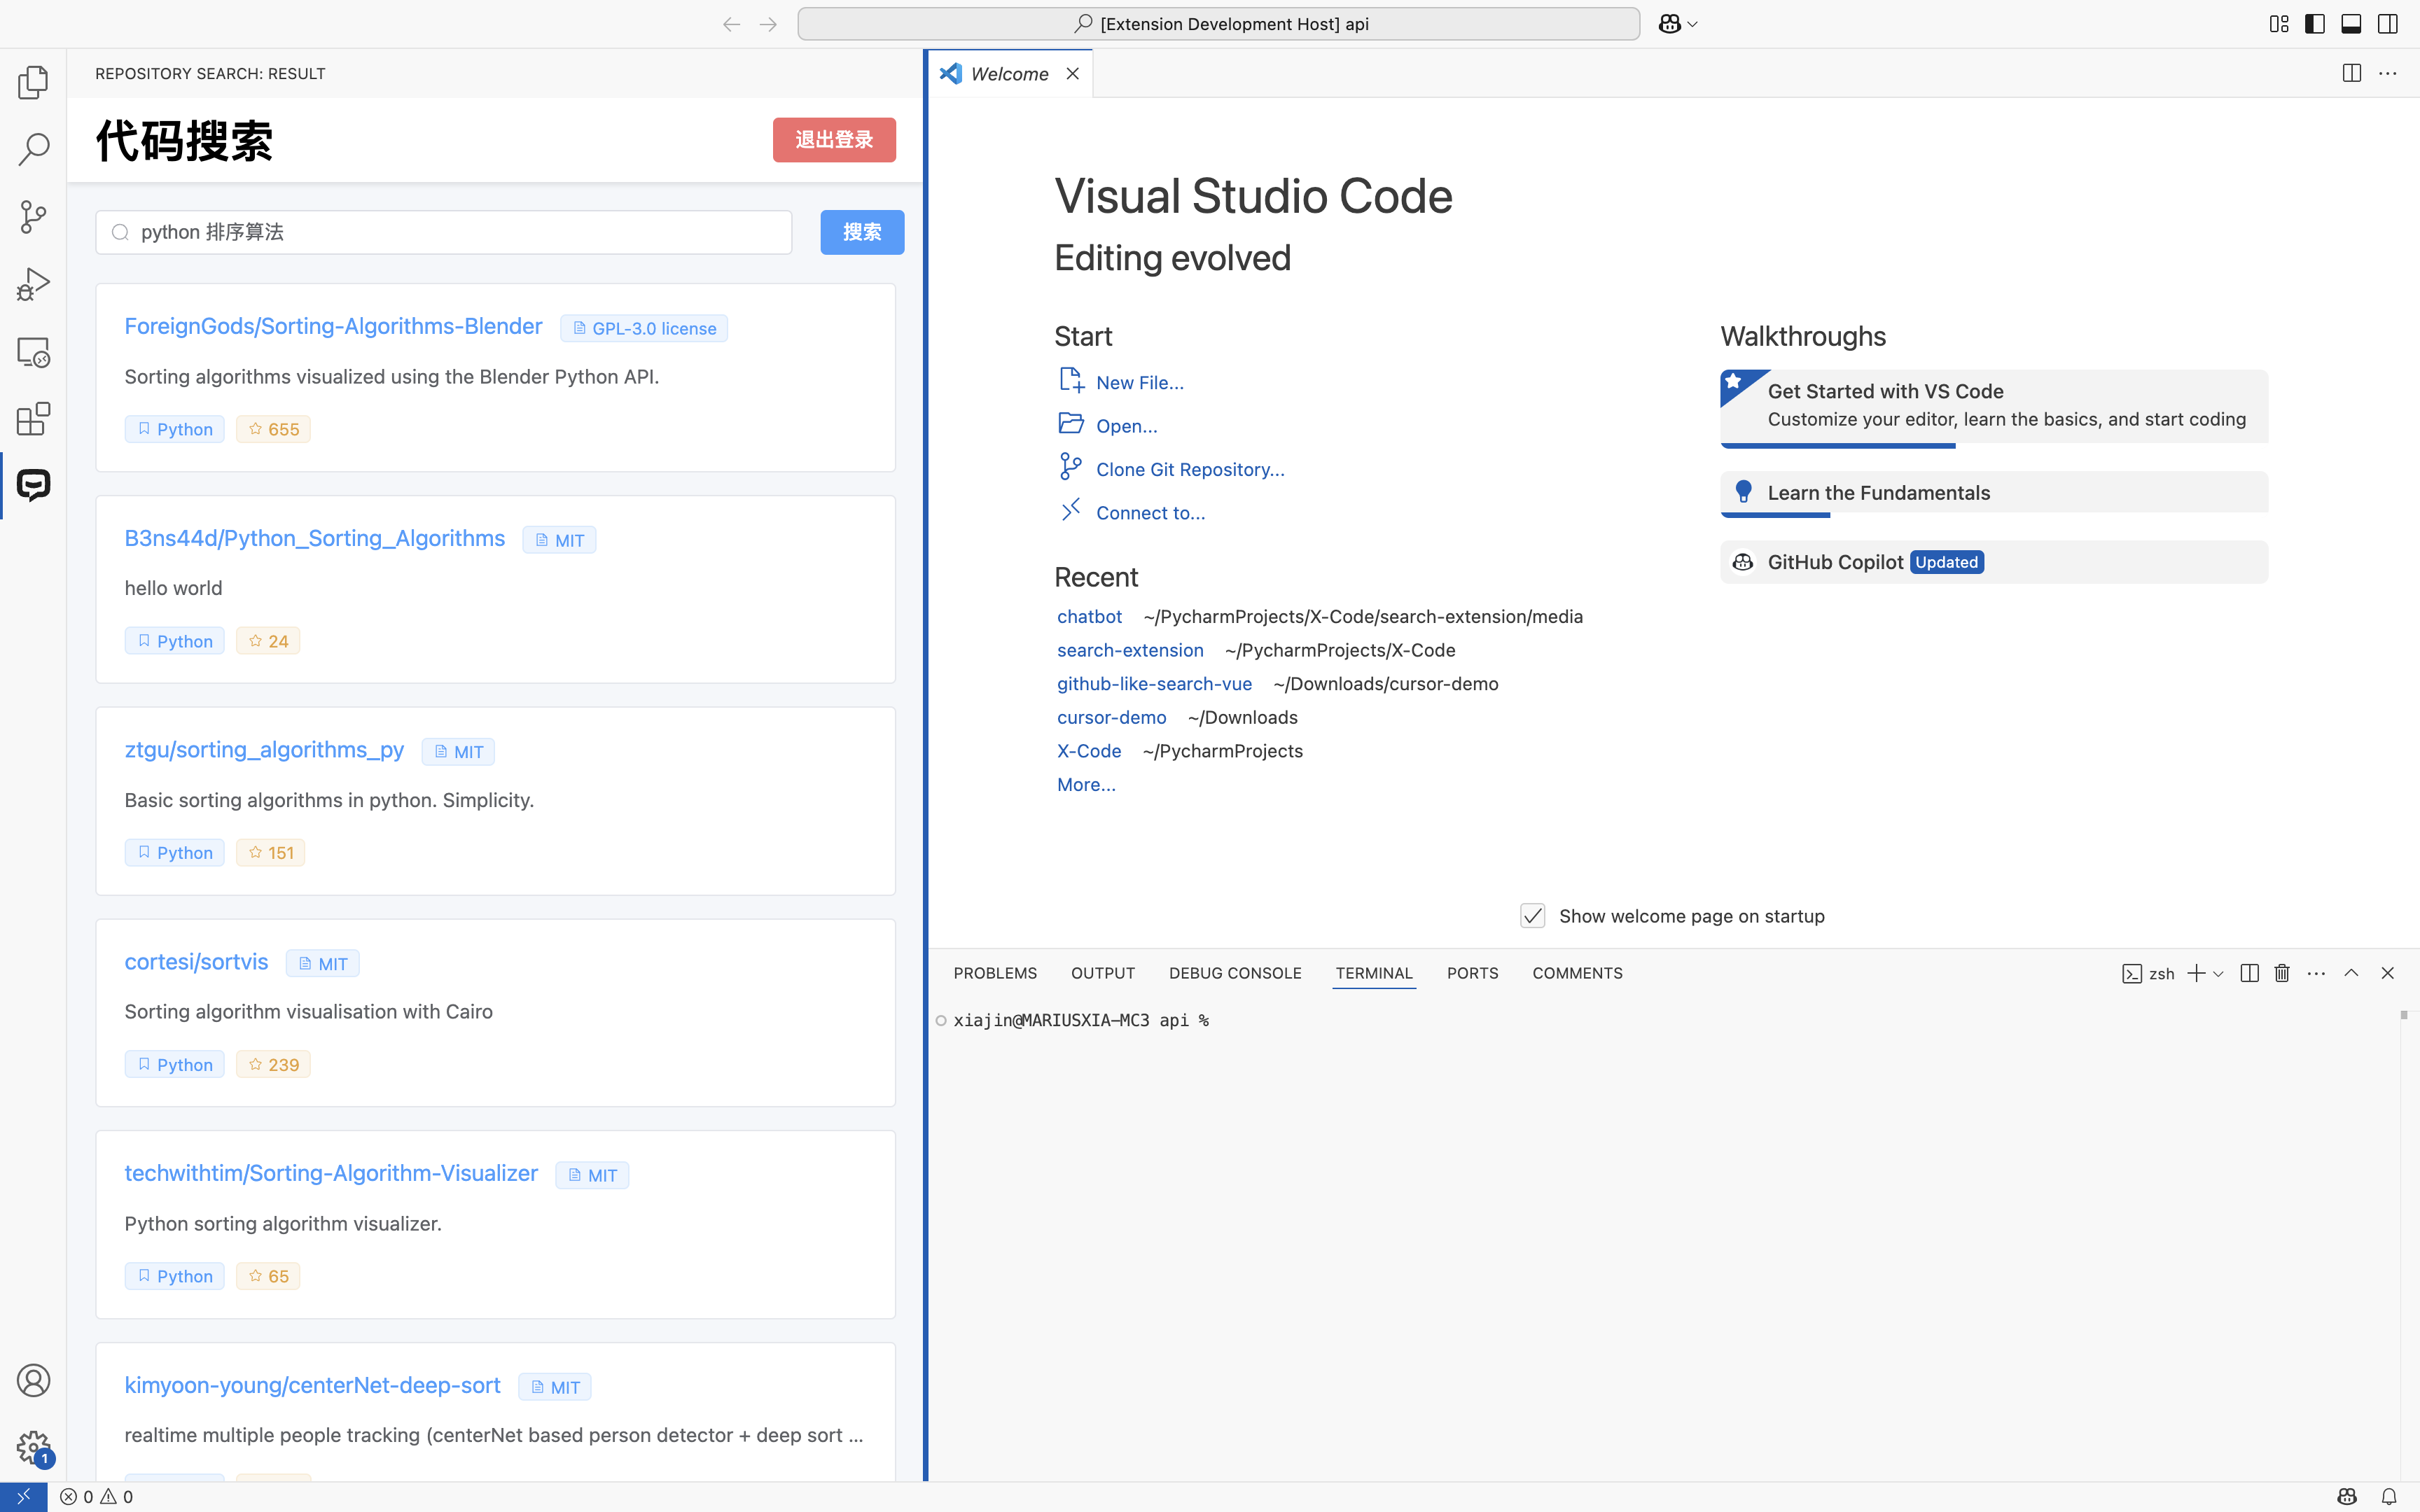 [Extension Development Host] api
REPOSITORY SEARCH: RESULT
代码搜索
退出登录
python 排序算法
搜索
ForeignGods/Sorting-Algorithms-Blender GPL-3.0 license
Sorting algorithms visualized using the Blender Python API.
Python 655
B3ns44d/Python_Sorting_Algorithms MIT
hello world
Python 24
ztgu/sorting_algorithms_py MIT
Basic sorting algorithms in python. Simplicity.
Python 151
cortesi/sortvis MIT
Sorting algorithm visualisation with Cairo
Python 239
techwithtim/Sorting-Algorithm-Visualizer MIT
Python sorting algorithm visualizer.
Python 65
kimyoon-young/centerNet-deep-sort MIT
realtime multiple people tracking (centerNet based person detector + deep sort ...
1
Welcome
Visual Studio Code
Editing evolved
Start
New File...
Open...
Clone Git Repository...
Connect to...
Recent
chatbot ~/PycharmProjects/X-Code/search-extension/media
search-extension ~/PycharmProjects/X-Code
github-like-search-vue ~/Downloads/cursor-demo
cursor-demo ~/Downloads
X-Code ~/PycharmProjects
More...
Walkthroughs
Get Started with VS Code
Customize your editor, learn the basics, and start coding
Learn the Fundamentals
GitHub Copilot Updated
Show welcome page on startup
PROBLEMS OUTPUT DEBUG CONSOLE TERMINAL PORTS COMMENTS
zsh
xiajin@MARIUSXIA-MC3 api %
0 0